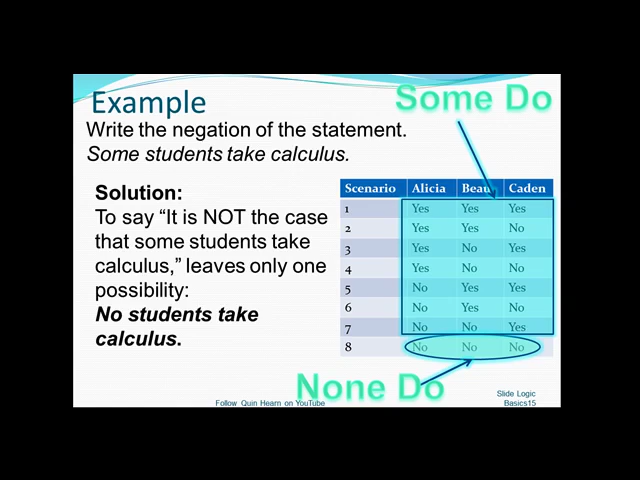 Example
Some Do
Write the negation of the statement.
Some students take calculus.
Solution:
To say “It is NOT the case
that some students take
calculus,” leaves only one
possibility:
No students take
calculus.
Scenario Alicia Beau Caden
1 Yes Yes Yes
2 Yes Yes No
3 Yes No Yes
4 Yes No No
5 No Yes Yes
6 No Yes No
7 No No Yes
8 No No No
None Do
Follow Quin Hearn on YouTube
Slide Logic
Basics15